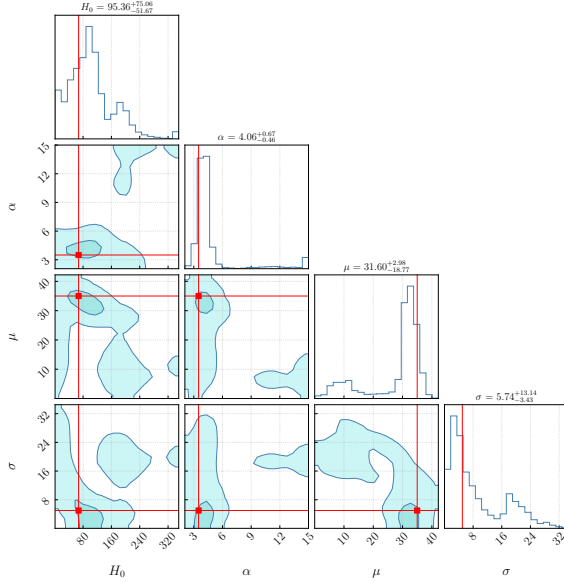 H₀ = 95.36^{+75.06}_{-51.67}
α = 4.06^{+0.67}_{-0.46}
15
12
α
9
6
3
μ = 31.60^{+2.98}_{-18.77}
40
30
μ
20
10
σ = 5.74^{+13.14}_{-3.43}
32
24
σ
16
8
80 160 240 320 3 6 9 12 15 10 20 30 40 8 16 24 32
H₀ α μ σ